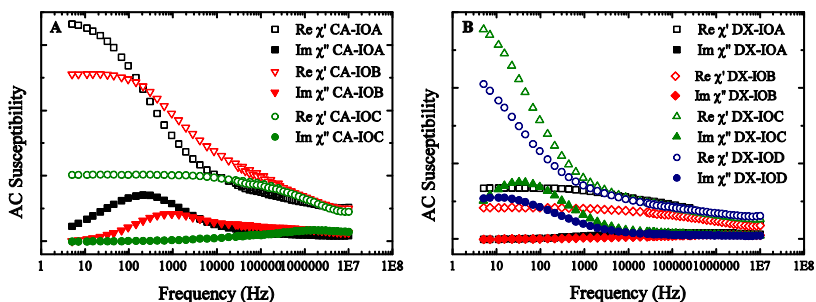 A
Re χ' CA-IOA
Im χ'' CA-IOA
Re χ' CA-IOB
Im χ'' CA-IOB
Re χ' CA-IOC
Im χ'' CA-IOC
AC Susceptibility
1 10 100 1000 10000 100000 1000000 1E7 1E8
Frequency (Hz)
B
Re χ' DX-IOA
Im χ'' DX-IOA
Re χ' DX-IOB
Im χ'' DX-IOB
Re χ' DX-IOC
Im χ'' DX-IOC
Re χ' DX-IOD
Im χ'' DX-IOD
AC Susceptibility
1 10 100 1000 10000 100000 1000000 1E7 1E8
Frequency (Hz)